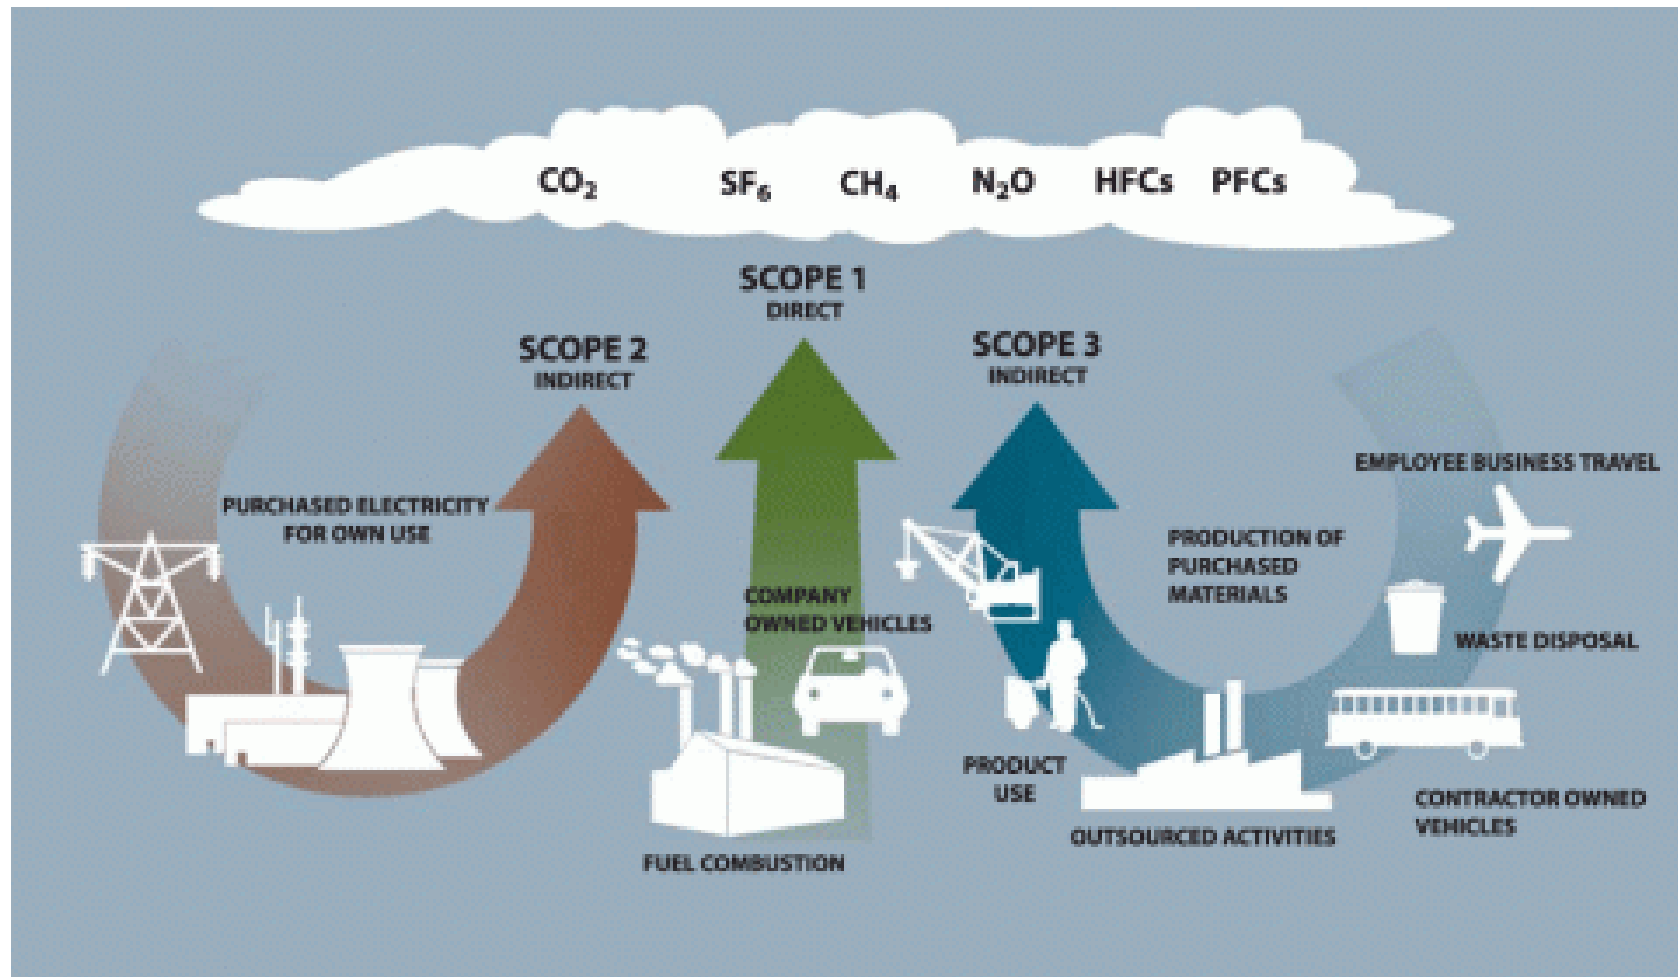 CO₂ SF₆ CH₄ N₂O HFCs PFCs
SCOPE 1
DIRECT
SCOPE 2
INDIRECT
SCOPE 3
INDIRECT
PURCHASED ELECTRICITY
FOR OWN USE
COMPANY
OWNED VEHICLES
FUEL COMBUSTION
EMPLOYEE BUSINESS TRAVEL
PRODUCTION OF
PURCHASED
MATERIALS
WASTE DISPOSAL
PRODUCT
USE
OUTSOURCED ACTIVITIES
CONTRACTOR OWNED
VEHICLES